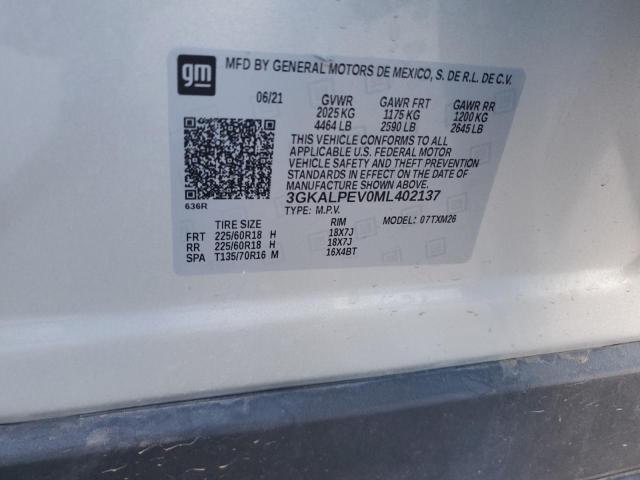 gm
MFD BY GENERAL MOTORS DE MEXICO, S. DE R.L. DE C.V.
06/21 GVWR GAWR FRT GAWR RR
2025 KG 1175 KG 1200 KG
4464 LB 2590 LB 2645 LB
THIS VEHICLE CONFORMS TO ALL
APPLICABLE U.S. FEDERAL MOTOR
VEHICLE SAFETY AND THEFT PREVENTION
STANDARDS IN EFFECT ON THE DATE OF
MANUFACTURE SHOWN ABOVE.
3GKALPEV0ML402137
636R
TYPE: M.P.V. MODEL: 07TXM26
TIRE SIZE RIM
FRT 225/60R18 H 18X7J
RR 225/60R18 H 18X7J
SPA T135/70R16 M 16X4BT